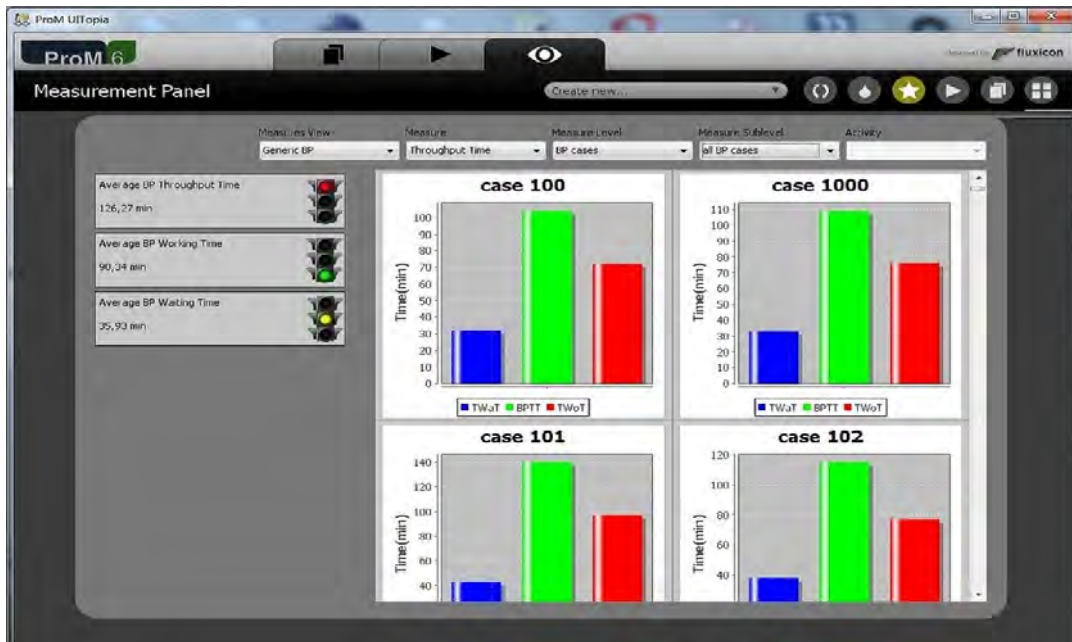 ProM UITopia
ProM 6
fluxicon
Measurement Panel
Create new...
Measures View
Measure
Measure Level
Measure Sublevel
Activity
Generic BP
Throughput Time
BP cases
all BP cases
Average BP Throughput Time
126,27 min
Average BP Working Time
90,34 min
Average BP Waiting Time
35,93 min
case 100
Time(min)
100
90
80
70
60
50
40
30
20
10
0
TWaT BPTT TWoT
case 1000
Time(min)
110
100
90
80
70
60
50
40
30
20
10
0
TWaT BPTT TWoT
case 101
Time(min)
140
120
100
80
60
40
case 102
Time(min)
120
100
80
60
40